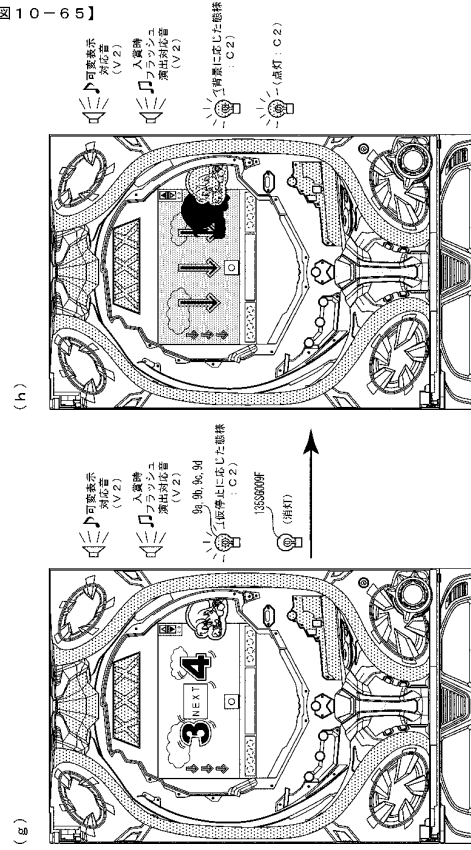 【図10-65】
(g)
3 NEXT 4
♪可変表示
対応音
(V2)
入賞時
フラッシュ
演出対応音
(V2)
9a,9b,9c,9d
(仮停止に応じた態様
:C2)
135S6009F
(消灯)
(h)
♪可変表示
対応音
(V2)
入賞時
フラッシュ
演出対応音
(V2)
(背景に応じた態様
:C2)
(点灯:C2)